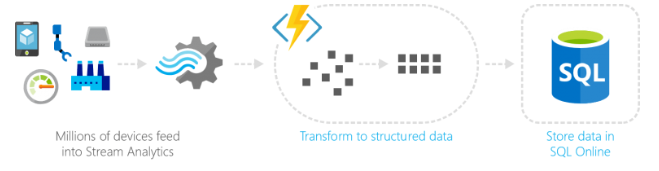 SQL
Millions of devices feed
into Stream Analytics
Transform to structured data
Store data in
SQL Online